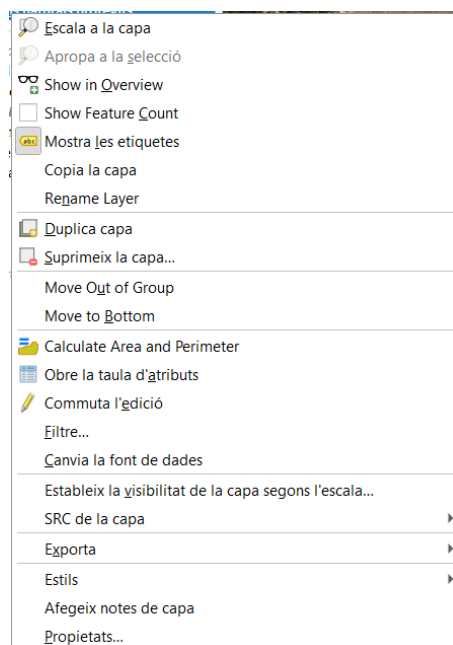 Escala a la capa
Apropa a la selecció
Show in Overview
Show Feature Count
abc
Mostra les etiquetes
Copia la capa
Rename Layer
Duplica capa
Suprimeix la capa...
Move Out of Group
Move to Bottom
Calculate Area and Perimeter
Obre la taula d'atributs
Commuta l'edició
Filtre...
Canvia la font de dades
Estableix la visibilitat de la capa segons l'escala...
SRC de la capa
Exporta
Estils
Afegeix notes de capa
Propietats...